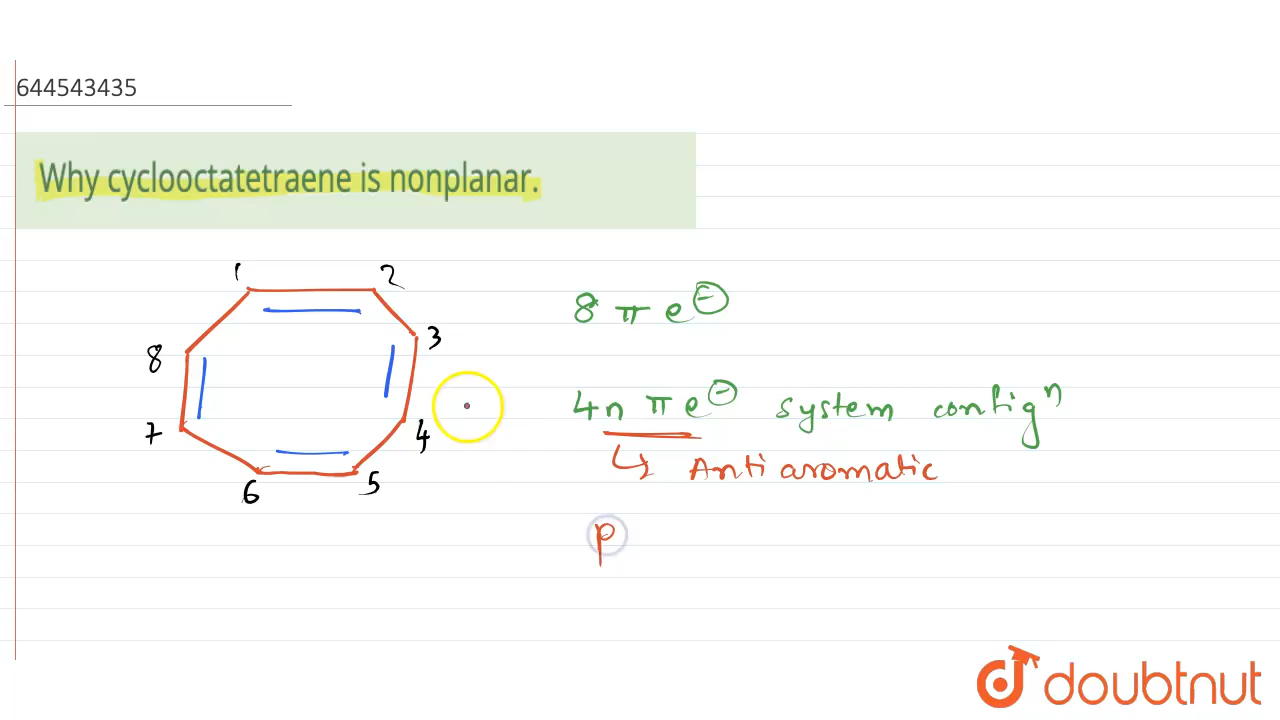 644543435
Why cyclooctatetraene is nonplanar.
1 2
3
8
7
4
6 5
8 π e⊖
4n π e⊖ system configⁿ
↳ Anti aromatic
P
doubtnut